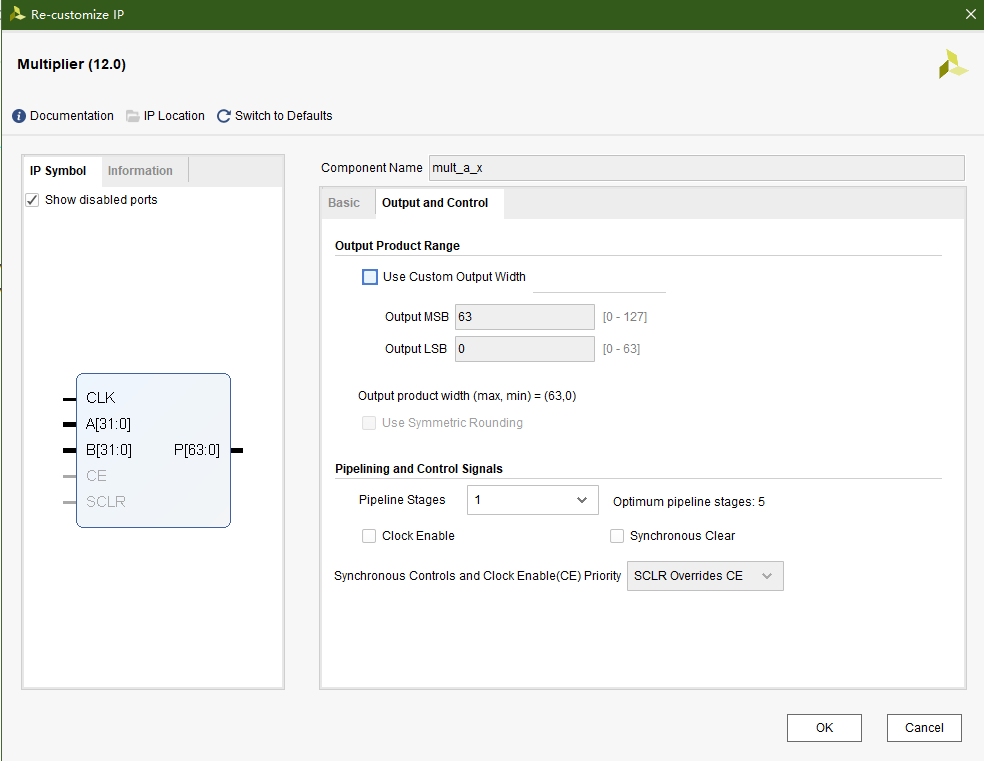 Re-customize IP
Multiplier (12.0)
Documentation IP Location Switch to Defaults
IP Symbol Information
Show disabled ports
CLK
A[31:0]
B[31:0] P[63:0]
CE
SCLR
Component Name mult_a_x
Basic Output and Control
Output Product Range
Use Custom Output Width
Output MSB 63 [0 - 127]
Output LSB 0 [0 - 63]
Output product width (max, min) = (63,0)
Use Symmetric Rounding
Pipelining and Control Signals
Pipeline Stages 1 Optimum pipeline stages: 5
Clock Enable Synchronous Clear
Synchronous Controls and Clock Enable(CE) Priority SCLR Overrides CE
OK Cancel